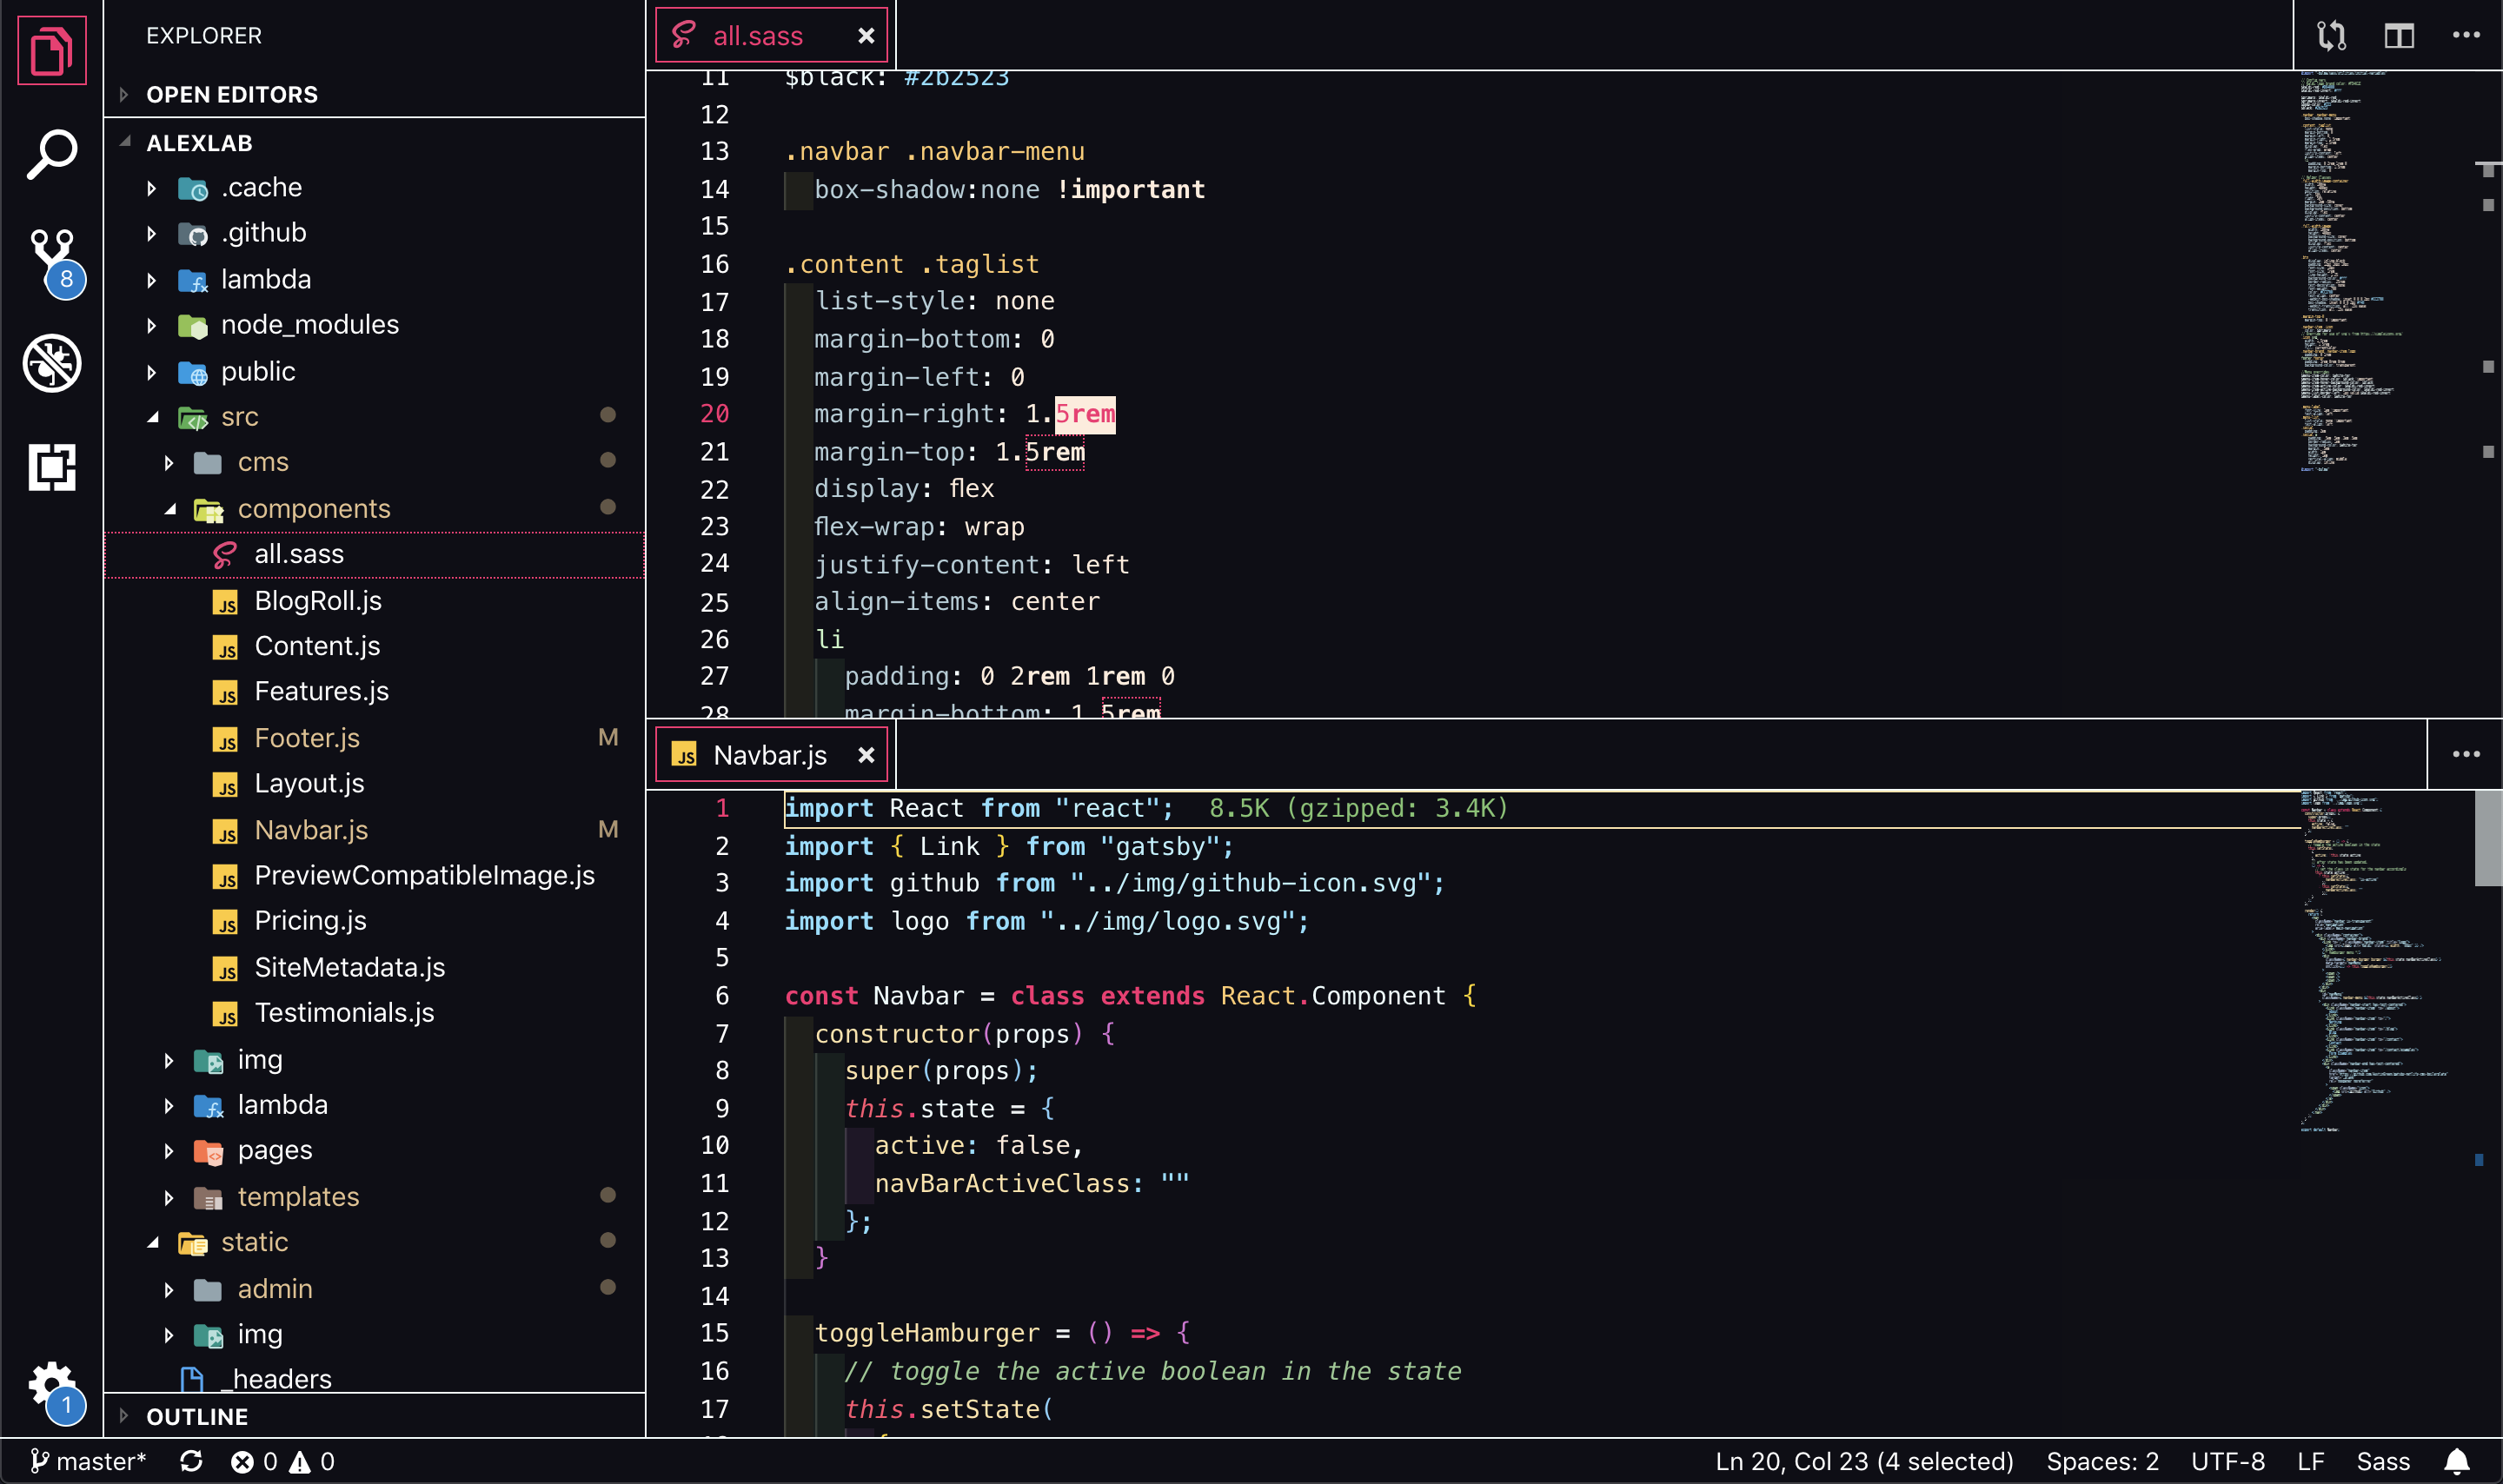 EXPLORER
OPEN EDITORS
ALEXLAB
.cache
.github
lambda
node_modules
public
src
cms
components
all.sass
BlogRoll.js
Content.js
Features.js
Footer.js M
Layout.js
Navbar.js M
PreviewCompatibleImage.js
Pricing.js
SiteMetadata.js
Testimonials.js
img
lambda
pages
templates
static
admin
img
_headers
OUTLINE
8
1
all.sass
11 $black: #2b2523
12
13 .navbar .navbar-menu
14 box-shadow:none !important
15
16 .content .taglist
17 list-style: none
18 margin-bottom: 0
19 margin-left: 0
20 margin-right: 1.5rem
21 margin-top: 1.5rem
22 display: flex
23 flex-wrap: wrap
24 justify-content: left
25 align-items: center
26 li
27 padding: 0 2rem 1rem 0
28 margin-bottom: 1.5rem
Navbar.js
1 import React from "react"; 8.5K (gzipped: 3.4K)
2 import { Link } from "gatsby";
3 import github from "../img/github-icon.svg";
4 import logo from "../img/logo.svg";
5
6 const Navbar = class extends React.Component {
7 constructor(props) {
8 super(props);
9 this.state = {
10 active: false,
11 navBarActiveClass: ""
12 };
13 }
14
15 toggleHamburger = () => {
16 // toggle the active boolean in the state
17 this.setState(
master* 0 0 Ln 20, Col 23 (4 selected) Spaces: 2 UTF-8 LF Sass